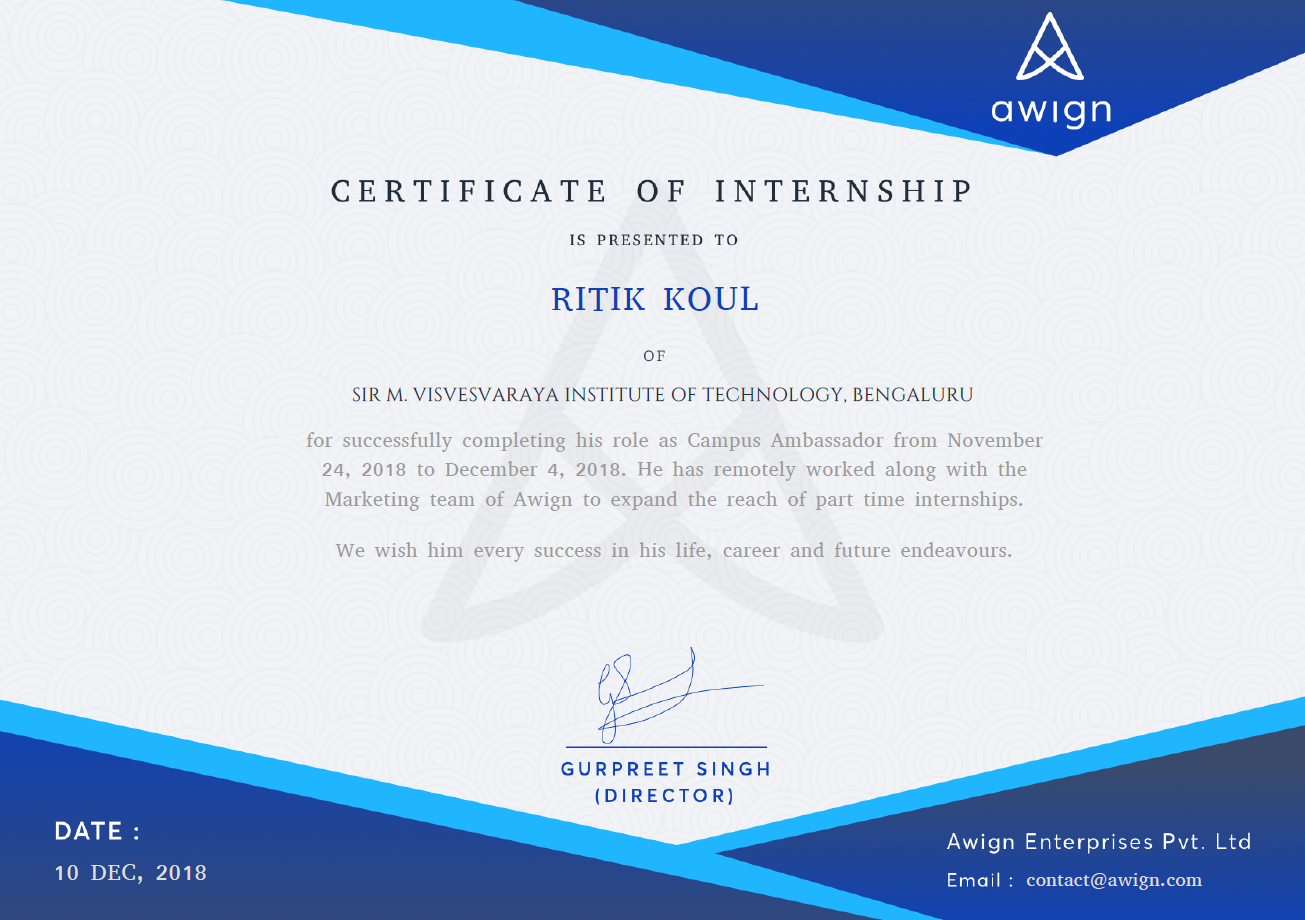 awign
CERTIFICATE OF INTERNSHIP
IS PRESENTED TO
RITIK KOUL
OF
SIR M. VISVESVARAYA INSTITUTE OF TECHNOLOGY, BENGALURU
for successfully completing his role as Campus Ambassador from November
24, 2018 to December 4, 2018. He has remotely worked along with the
Marketing team of Awign to expand the reach of part time internships.
We wish him every success in his life, career and future endeavours.
GURPREET SINGH
(DIRECTOR)
DATE :
10 DEC, 2018
Awign Enterprises Pvt. Ltd
Email : contact@awign.com